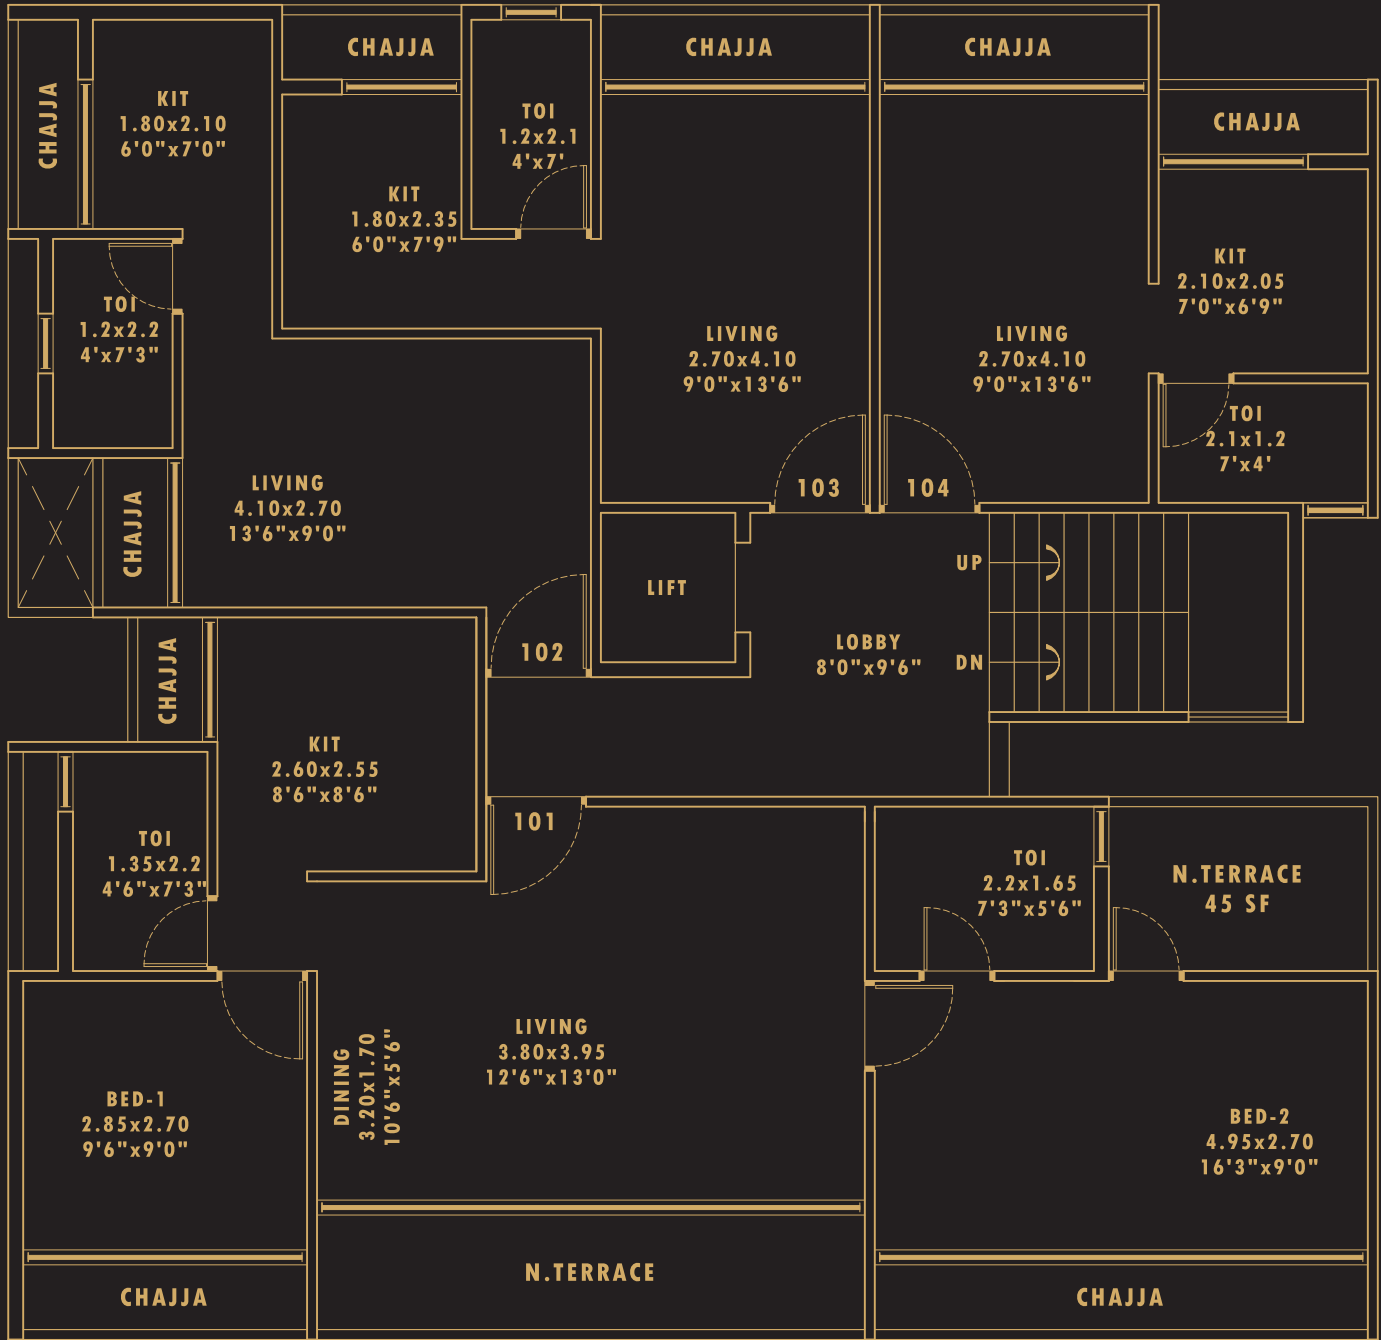 CHAJJA
CHAJJA
CHAJJA
CHAJJA
KIT
1.80x2.10
6'0"x7'0"
TOI
1.2x2.1
4'x7'
CHAJJA
KIT
1.80x2.35
6'0"x7'9"
KIT
2.10x2.05
7'0"x6'9"
TOI
1.2x2.2
4'x7'3"
LIVING
2.70x4.10
9'0"x13'6"
LIVING
2.70x4.10
9'0"x13'6"
TOI
2.1x1.2
7'x4'
LIVING
4.10x2.70
13'6"x9'0"
103
104
CHAJJA
LIFT
UP
LOBBY
8'0"x9'6"
DN
102
CHAJJA
KIT
2.60x2.55
8'6"x8'6"
101
TOI
1.35x2.2
4'6"x7'3"
TOI
2.2x1.65
7'3"x5'6"
N.TERRACE
45 SF
LIVING
3.80x3.95
12'6"x13'0"
DINING
3.20x1.70
10'6"x5'6"
BED-1
2.85x2.70
9'6"x9'0"
BED-2
4.95x2.70
16'3"x9'0"
CHAJJA
N.TERRACE
CHAJJA